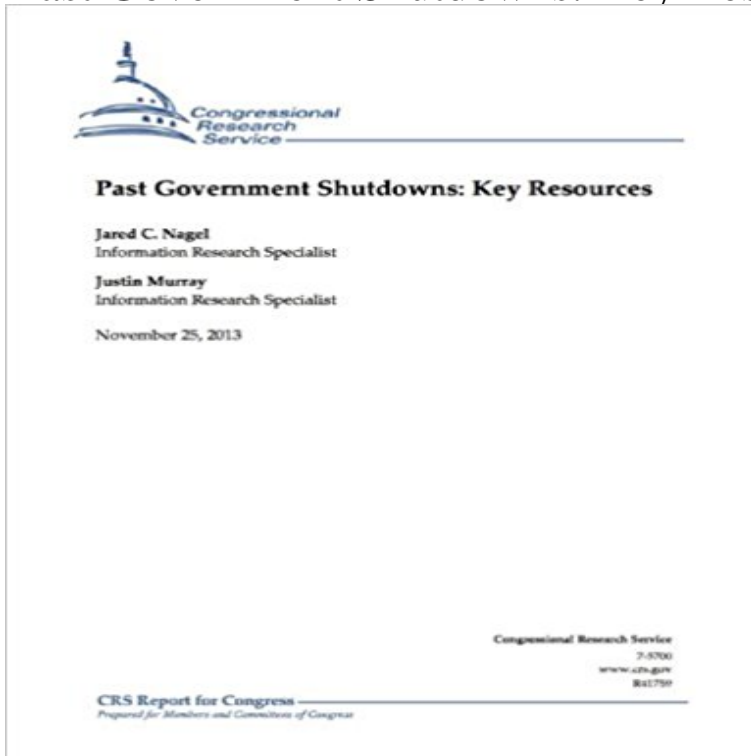 Congressional
Research
Service
Past Government Shutdowns: Key Resources
Jared C. Nagel
Information Research Specialist
Justin Murray
Information Research Specialist
November 25, 2013
Congressional Research Service
7-5700
www.crs.gov
R41759
CRS Report for Congress
Prepared for Members and Committees of Congress